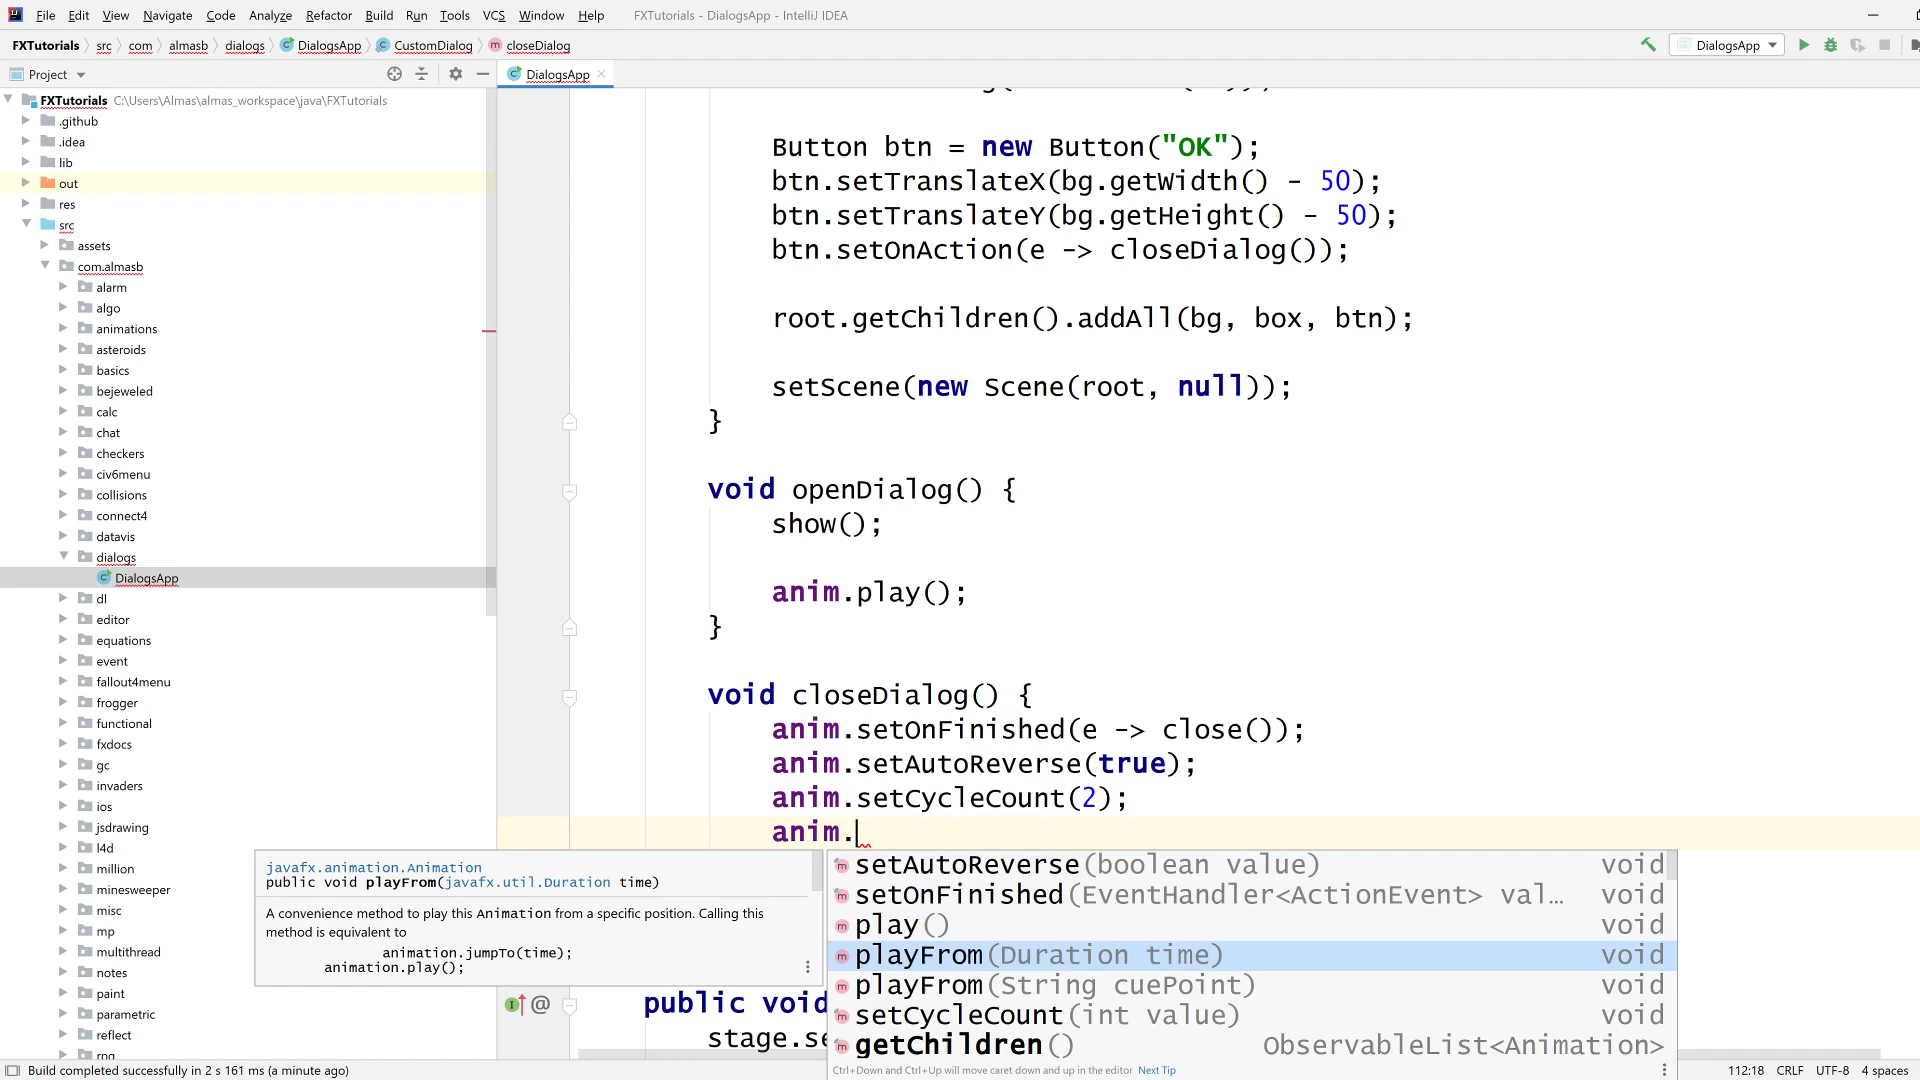 File Edit View Navigate Code Analyze Refactor Build Run Tools VCS Window Help FXTutorials - DialogsApp - IntelliJ IDEA
FXTutorials src com almasb dialogs DialogsApp CustomDialog closeDialog DialogsApp
Project DialogsApp
FXTutorials C:\Users\Almas\almas_workspace\java\FXTutorials
.github
.idea
lib
out
res
src
assets
com.almasb
alarm
algo
animations
asteroids
basics
bejeweled
calc
chat
checkers
civ6menu
collisions
connect4
datavis
dialogs
DialogsApp
dl
editor
equations
event
fallout4menu
frogger
functional
fxdocs
gc
invaders
ios
jsdrawing
l4d
million
minesweeper
misc
mp
multithread
notes
paint
parametric
reflect
rpg
Button btn = new Button("OK");
btn.setTranslateX(bg.getWidth() - 50);
btn.setTranslateY(bg.getHeight() - 50);
btn.setOnAction(e -> closeDialog());
root.getChildren().addAll(bg, box, btn);
setScene(new Scene(root, null));
}
void openDialog() {
show();
anim.play();
}
void closeDialog() {
anim.setOnFinished(e -> close());
anim.setAutoReverse(true);
anim.setCycleCount(2);
anim.
javafx.animation.Animation
public void playFrom(javafx.util.Duration time)
A convenience method to play this Animation from a specific position. Calling this
method is equivalent to
animation.jumpTo(time);
animation.play();
setAutoReverse(boolean value) void
setOnFinished(EventHandler<ActionEvent> val… void
play() void
playFrom(Duration time) void
playFrom(String cuePoint) void
setCycleCount(int value) void
getChildren() ObservableList<Animation>
Ctrl+Down and Ctrl+Up will move caret down and up in the editor Next Tip
public void
stage.se
Build completed successfully in 2 s 161 ms (a minute ago) 112:18 CRLF UTF-8 4 spaces